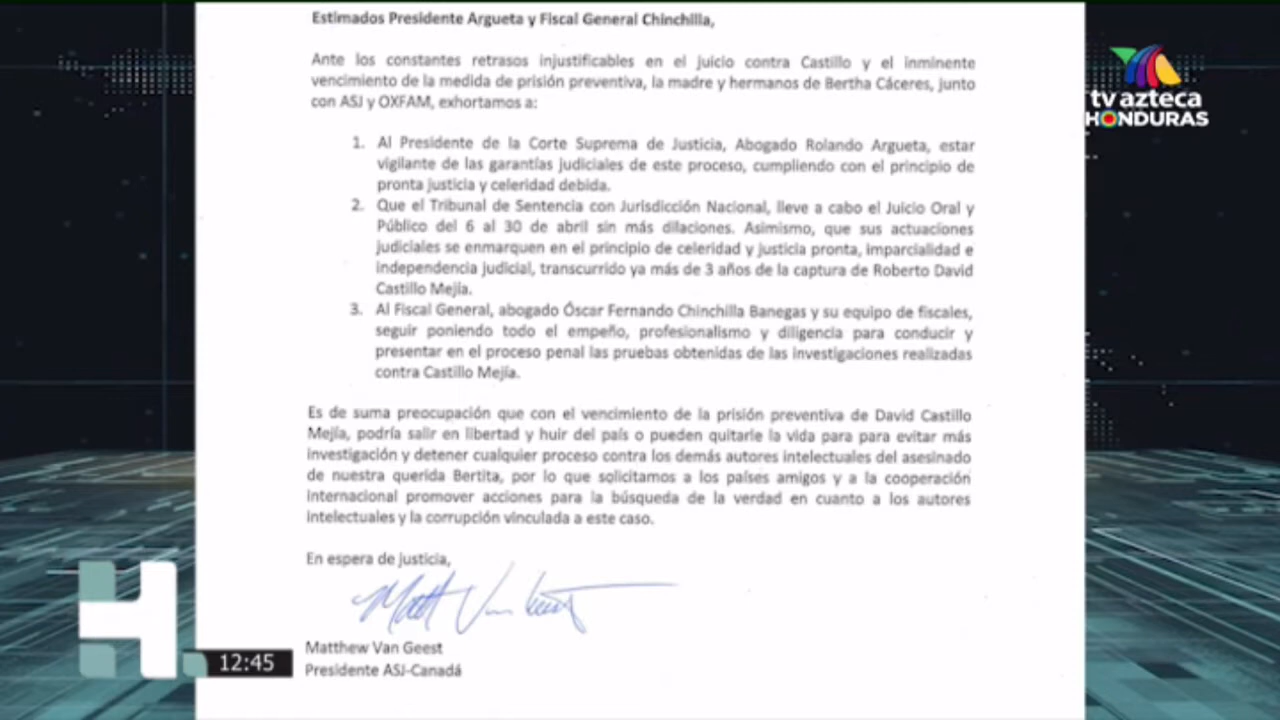 Estimados Presidente Argueta y Fiscal General Chinchilla,
Ante los constantes retrasos injustificables en el juicio contra Castillo y el inminente
vencimiento de la medida de prisión preventiva, la madre y hermanos de Bertha Cáceres, junto
con ASJ y OXFAM, exhortamos a:
1. Al Presidente de la Corte Suprema de Justicia, Abogado Rolando Argueta, estar
vigilante de las garantías judiciales de este proceso, cumpliendo con el principio de
pronta justicia y celeridad debida.
2. Que el Tribunal de Sentencia con Jurisdicción Nacional, lleve a cabo el Juicio Oral y
Público del 6 al 30 de abril sin más dilaciones. Asimismo, que sus actuaciones
judiciales se enmarquen en el principio de celeridad y justicia pronta, imparcialidad e
independencia judicial, transcurrido ya más de 3 años de la captura de Roberto David
Castillo Mejía.
3. Al Fiscal General, abogado Óscar Fernando Chinchilla Banegas y su equipo de fiscales,
seguir poniendo todo el empeño, profesionalismo y diligencia para conducir y
presentar en el proceso penal las pruebas obtenidas de las investigaciones realizadas
contra Castillo Mejía.
Es de suma preocupación que con el vencimiento de la prisión preventiva de David Castillo
Mejía, podría salir en libertad y huir del país o pueden quitarle la vida para para evitar más
investigación y detener cualquier proceso contra los demás autores intelectuales del asesinado
de nuestra querida Bertita, por lo que solicitamos a los países amigos y a la cooperación
internacional promover acciones para la búsqueda de la verdad en cuanto a los autores
intelectuales y la corrupción vinculada a este caso.
En espera de justicia,
Matt Van Geest
Matthew Van Geest
Presidente ASJ-Canadá
tv azteca
HONDURAS
H
12:45